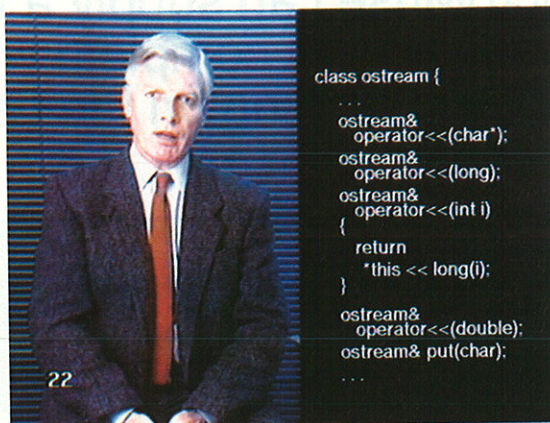 class ostream {
. . .
ostream&
operator<<(char*);
ostream&
operator<<(long);
ostream&
operator<<(int i)
{
return
*this << long(i);
}
ostream&
operator<<(double);
ostream& put(char);
. . .
22